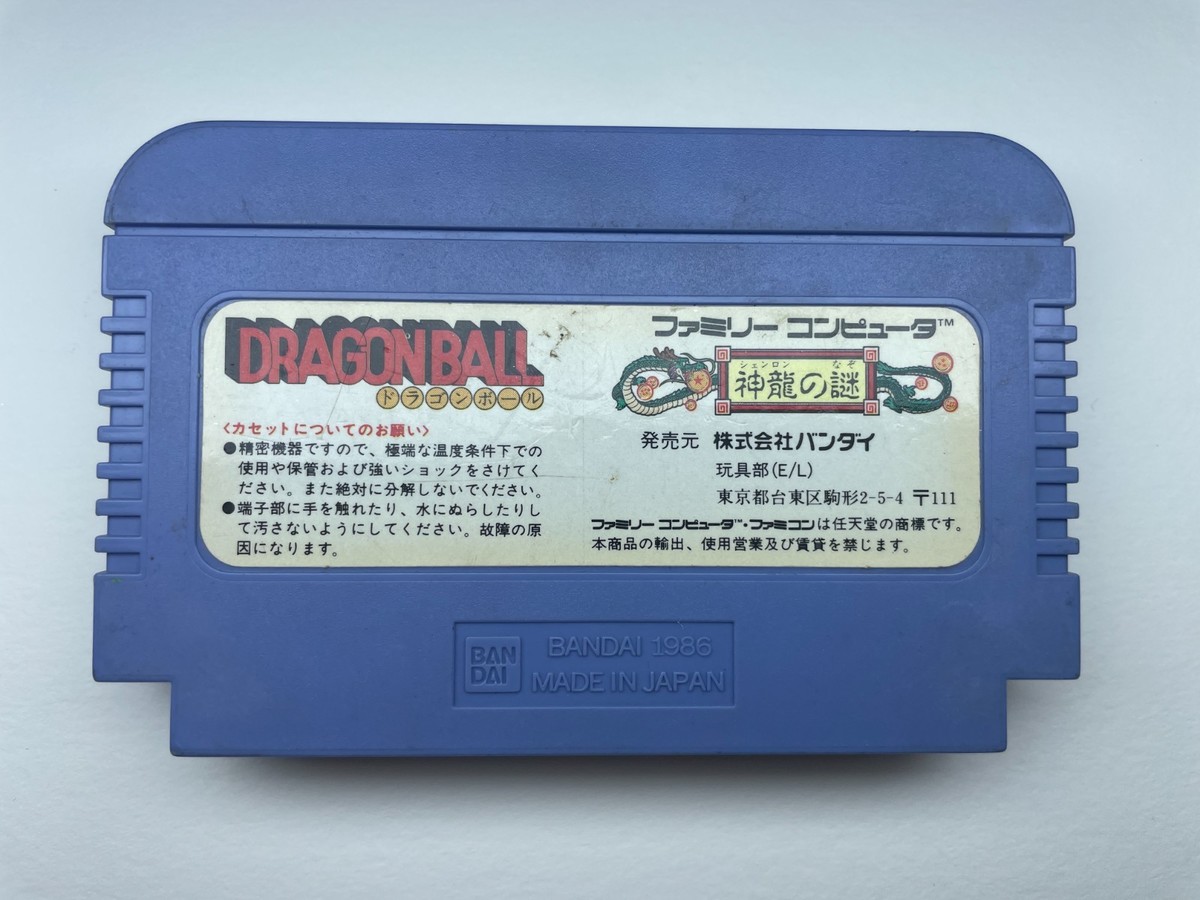 DRAGON BALL
ドラゴンボール
〈カセットについてのお願い〉
●精密機器ですので、極端な温度条件下での
使用や保管および強いショックをさけてく
ださい。また絶対に分解しないでください。
●端子部に手を触れたり、水にぬらしたりし
て汚さないようにしてください。故障の原
因になります。
ファミリー コンピュータ™
シェンロン なぞ
神龍の謎
発売元 株式会社バンダイ
玩具部(E/L)
東京都台東区駒形2-5-4 〒111
ファミリー コンピュータ™・ファミコンは任天堂の商標です。
本商品の輸出、使用営業及び賃貸を禁じます。
BAN
DAI
BANDAI 1986
MADE IN JAPAN